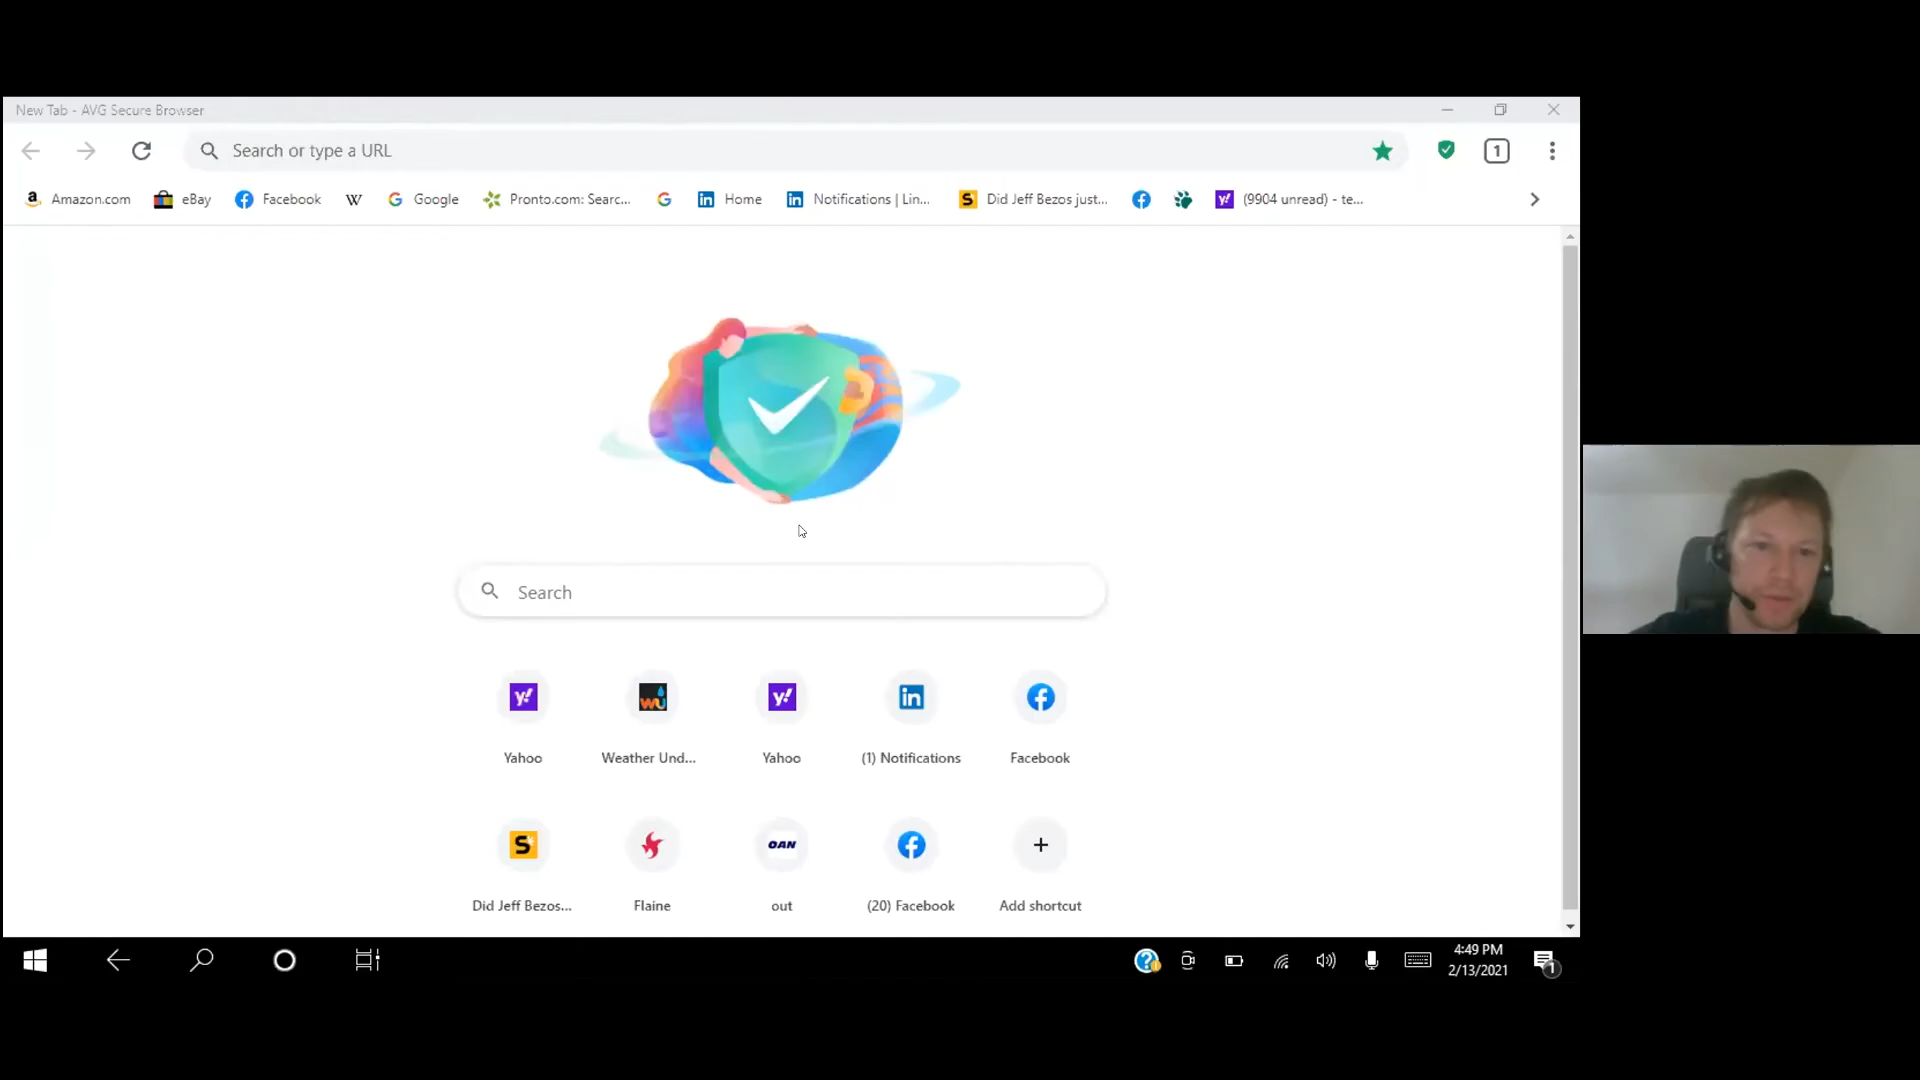 New Tab - AVG Secure Browser
Search or type a URL
1
Amazon.com eBay Facebook W Google Pronto.com: Searc... Home Notifications | Lin... Did Jeff Bezos just... (9904 unread) - te...
Search
Yahoo Weather Und... Yahoo (1) Notifications Facebook
OAN
Did Jeff Bezos... Flaine out (20) Facebook Add shortcut
4:49 PM
2/13/2021
1